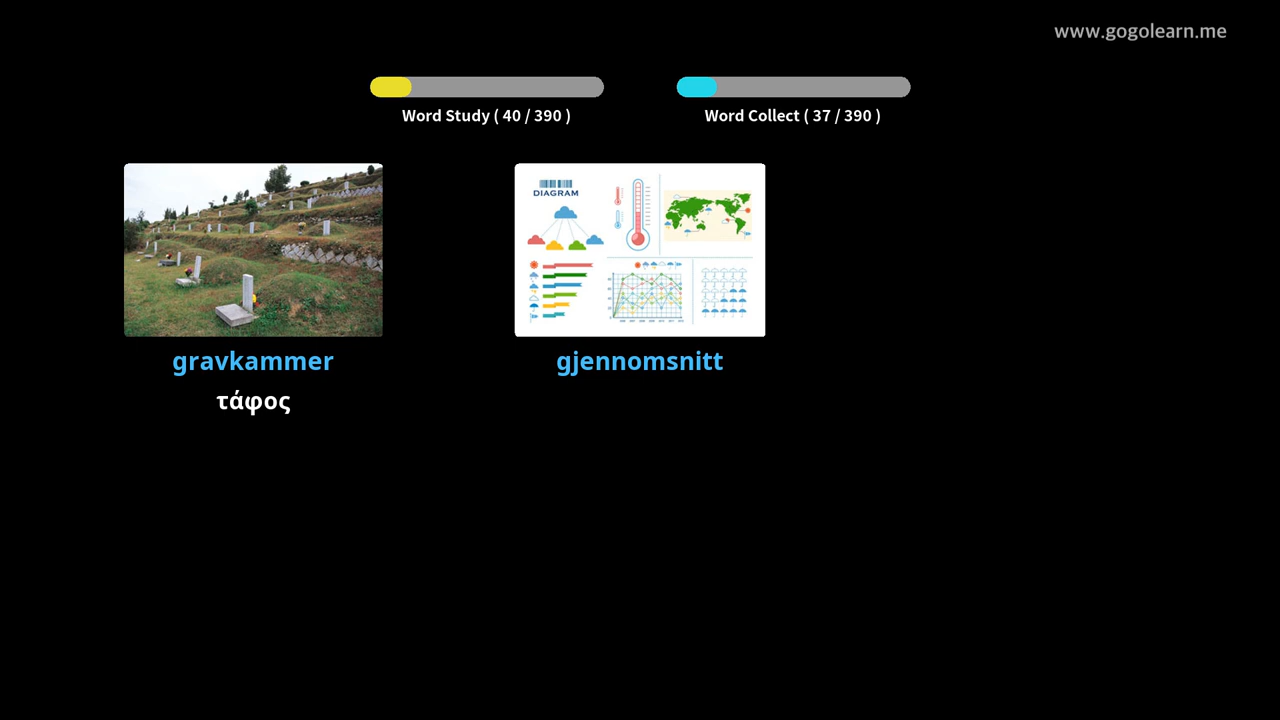 www.gogolearn.me
Word Study ( 40 / 390 )
Word Collect ( 37 / 390 )
DIAGRAM
gravkammer
gjennomsnitt
τάφος